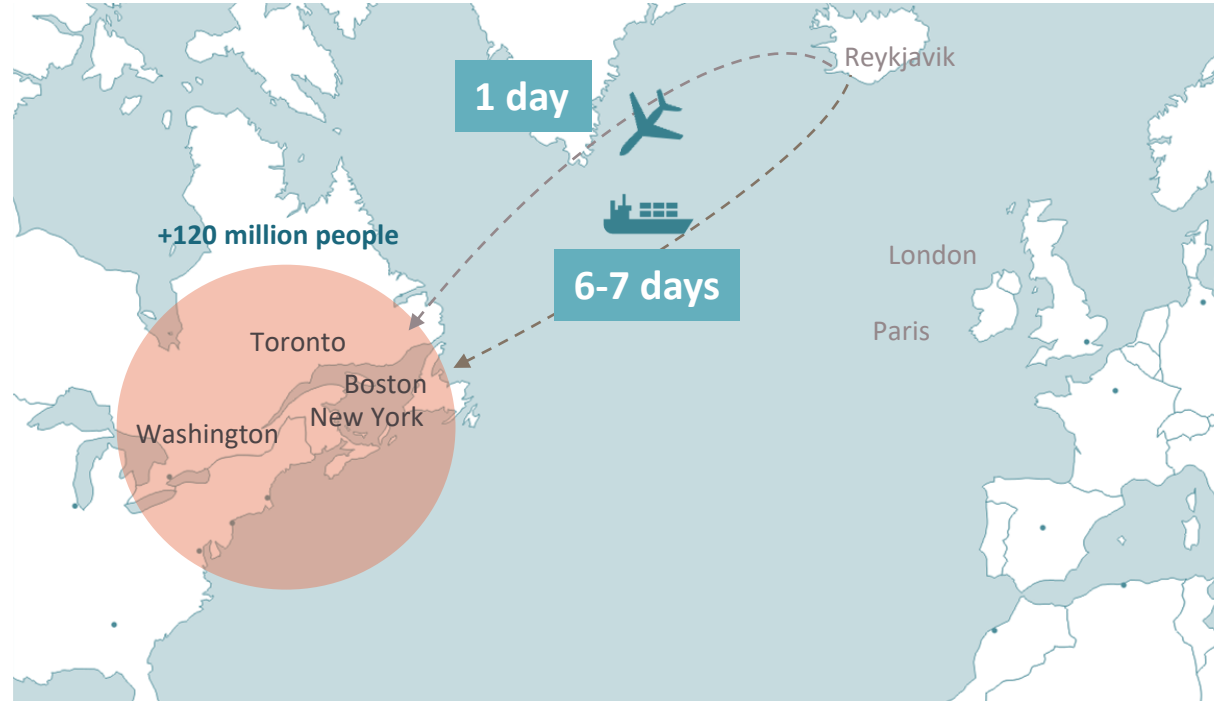 Reykjavik
1 day
+120 million people
London
6-7 days
Paris
Toronto
Boston
New York
Washington